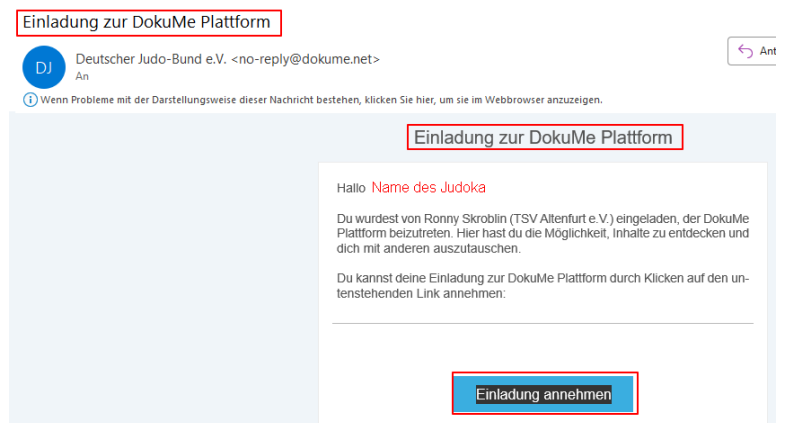 Einladung zur DokuMe Plattform
DJ
Deutscher Judo-Bund e.V. <no-reply@dokume.net>
An
Ant
Wenn Probleme mit der Darstellungsweise dieser Nachricht bestehen, klicken Sie hier, um sie im Webbrowser anzuzeigen.
Einladung zur DokuMe Plattform
Hallo Name des Judoka
Du wurdest von Ronny Skroblin (TSV Altenfurt e.V.) eingeladen, der DokuMe
Plattform beizutreten. Hier hast du die Möglichkeit, Inhalte zu entdecken und
dich mit anderen auszutauschen.
Du kannst deine Einladung zur DokuMe Plattform durch Klicken auf den un-
tenstehenden Link annehmen:
Einladung annehmen